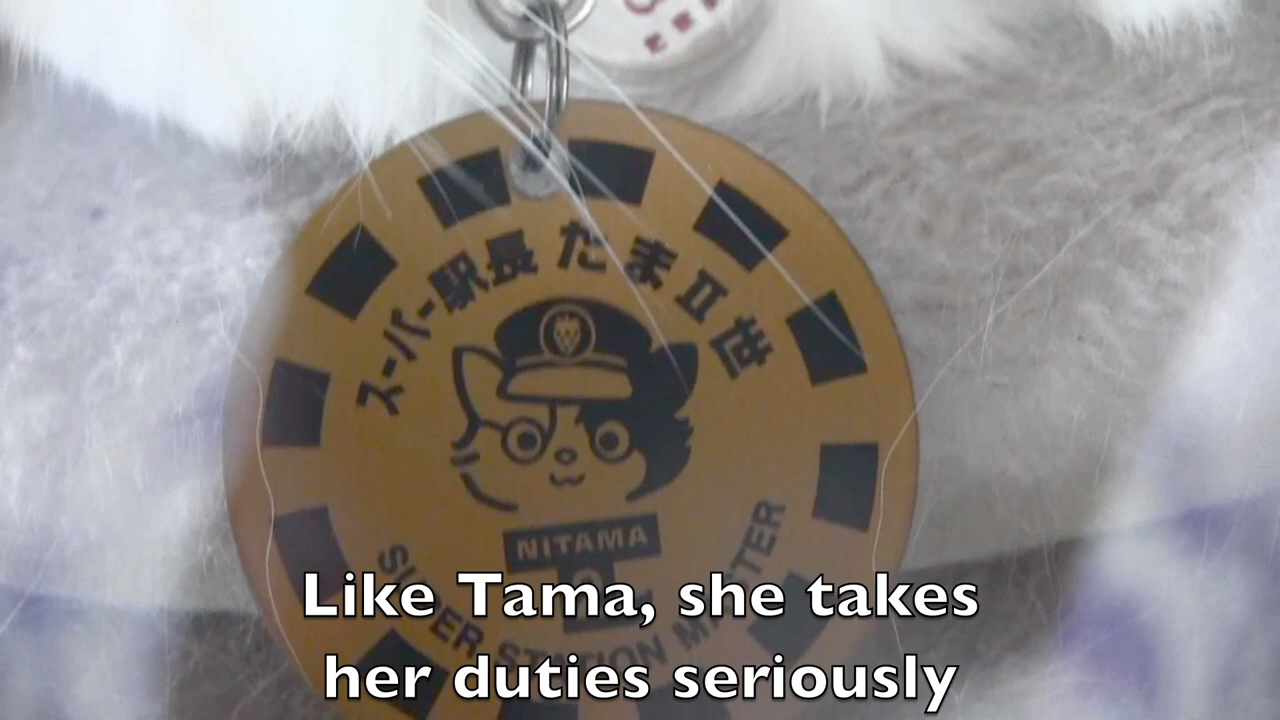 スーパー駅長 たまⅡ世
NITAMA
SUPER STATION MASTER
Like Tama, she takes
her duties seriously